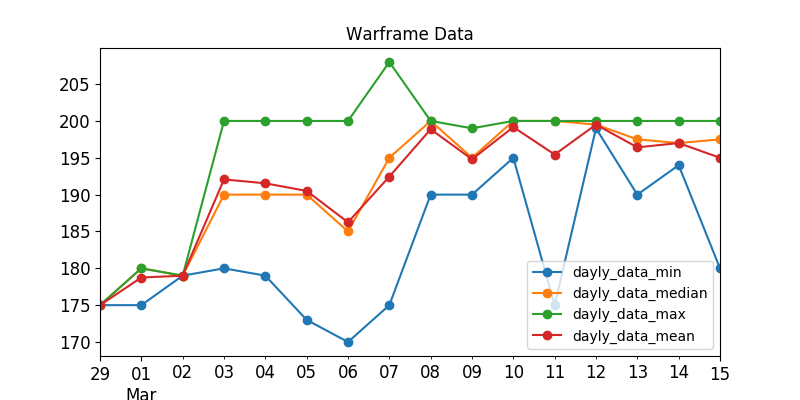 Warframe Data
205
200
195
190
185
180
175
170
29 01 02 03 04 05 06 07 08 09 10 11 12 13 14 15
Mar
dayly_data_min
dayly_data_median
dayly_data_max
dayly_data_mean